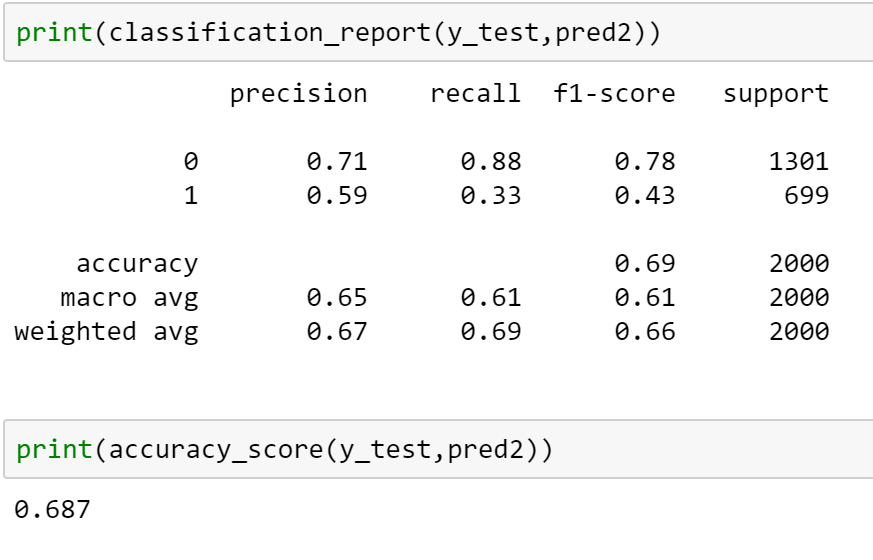 print(classification_report(y_test,pred2))
precision recall f1-score support
0 0.71 0.88 0.78 1301
1 0.59 0.33 0.43 699
accuracy 0.69 2000
macro avg 0.65 0.61 0.61 2000
weighted avg 0.67 0.69 0.66 2000
print(accuracy_score(y_test,pred2))
0.687